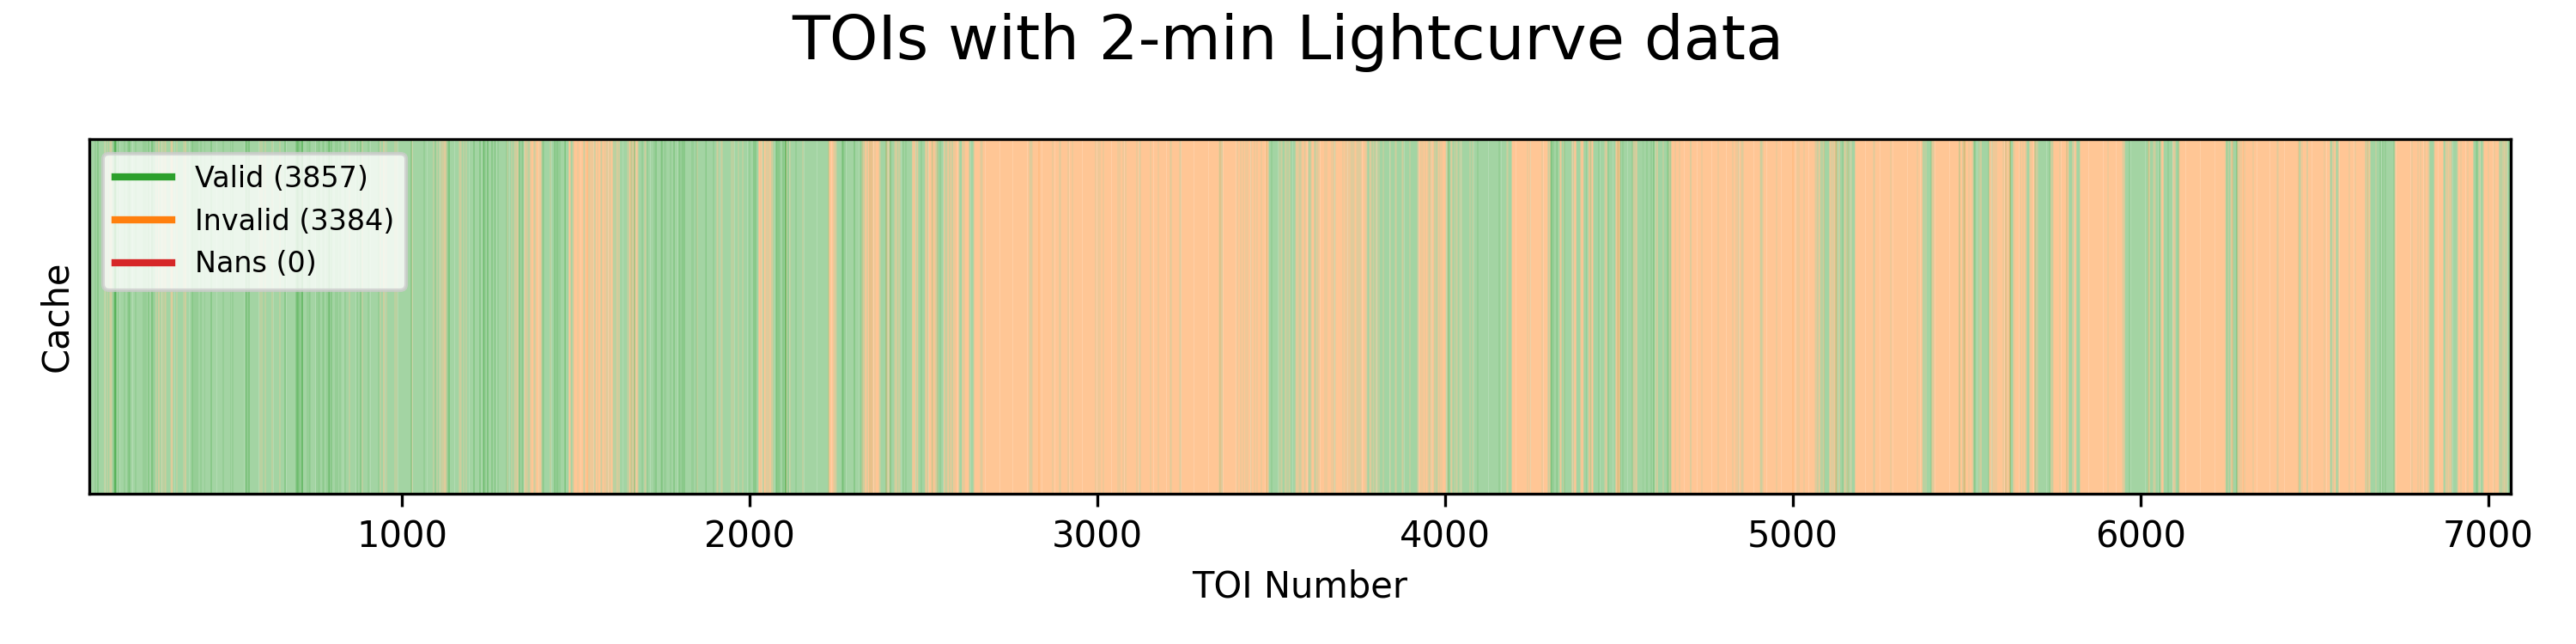 TOIs with 2-min Lightcurve data
Valid (3857)
Invalid (3384)
Nans (0)
Cache
1000 2000 3000 4000 5000 6000 7000
TOI Number